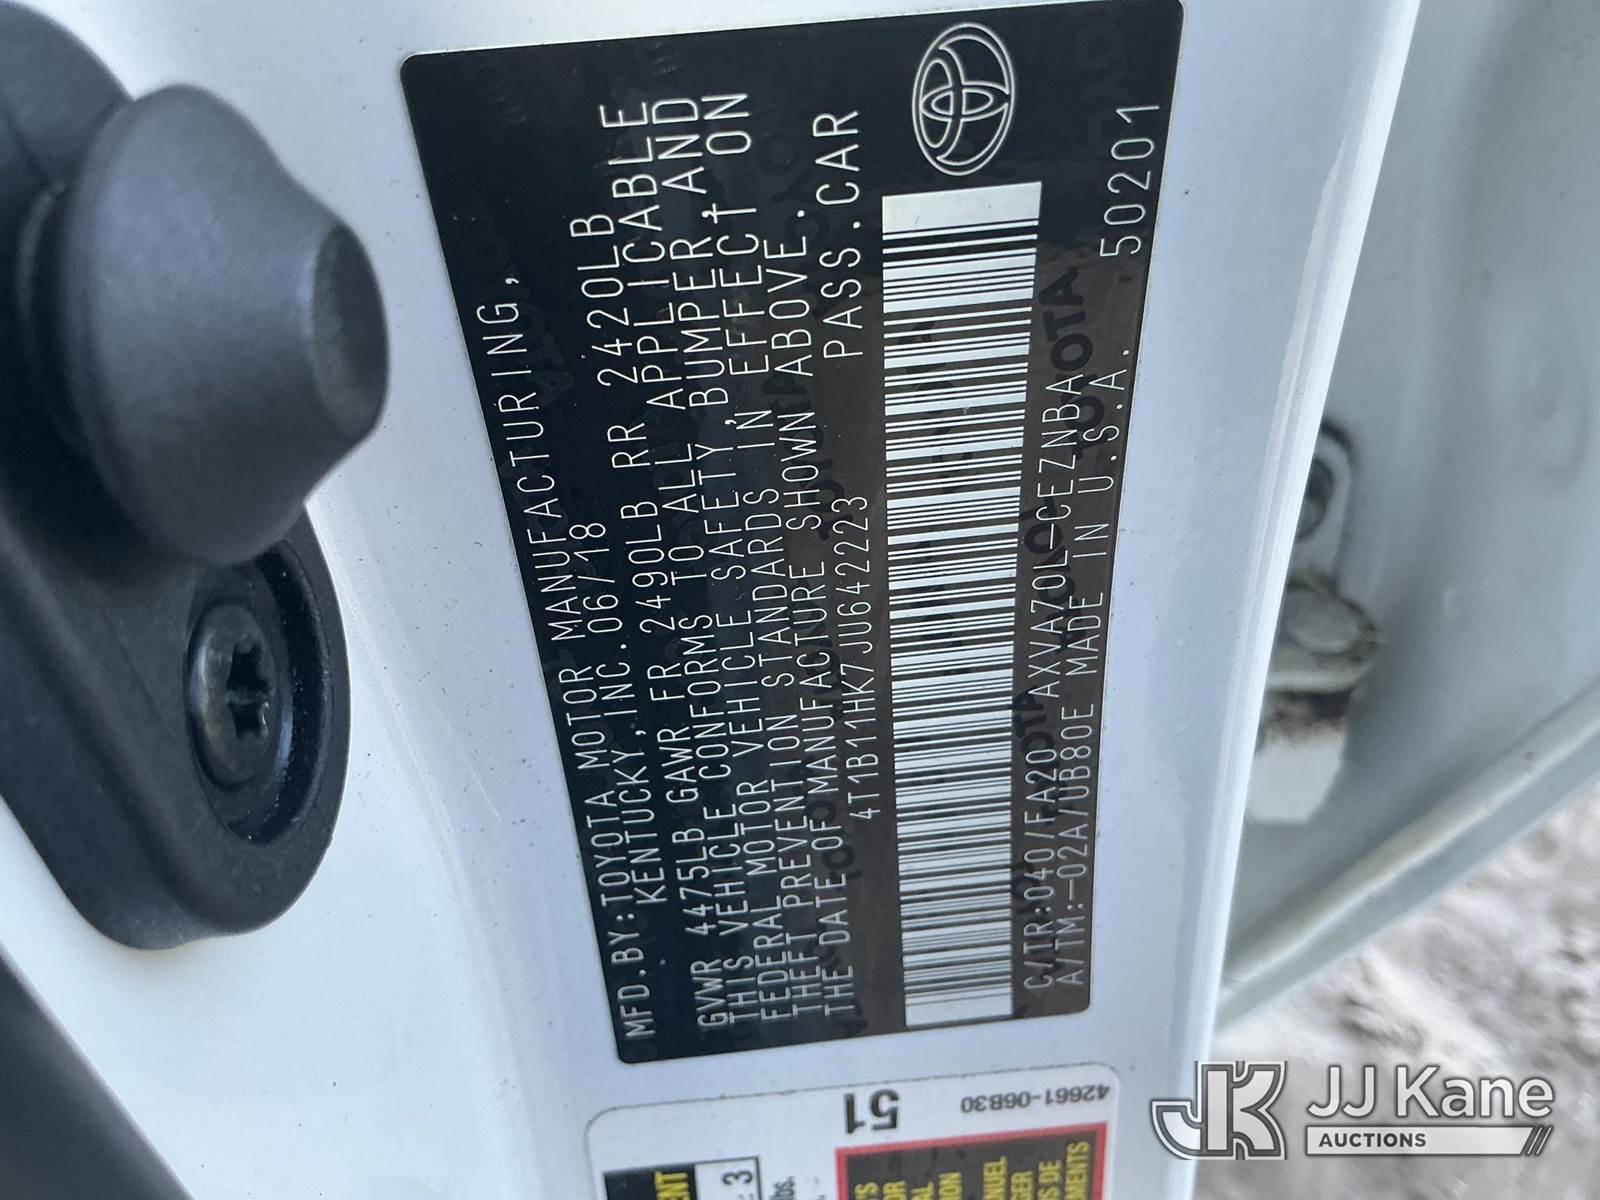 MFD.BY:TOYOTA MOTOR MANUFACTURING,
KENTUCKY,INC. 06/18
GVWR 4475LB GAWR FR 2490LB RR 2420LB
THIS VEHICLE CONFORMS TO ALL APPLICABLE
FEDERAL MOTOR VEHICLE SAFETY,BUMPER,AND
THEFT PREVENTION STANDARDS IN EFFECT ON
THE DATE OF MANUFACTURE SHOWN ABOVE.
4T1B11HK7JU642223 PASS.CAR
C/TR:040/FA20 AXVA70L-CEZNBA
A/TM:-02A/UB80E MADE IN U.S.A. 50201
51
42661-06B30
3
JJ Kane
AUCTIONS